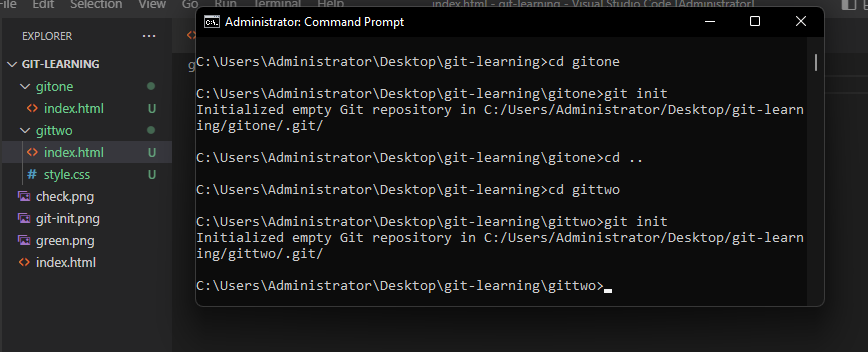 File Edit Selection View Go Run Terminal Help
index.html - git-learning - Visual Studio Code [Administrator]
EXPLORER
GIT-LEARNING
gitone
index.html U
gittwo
index.html U
style.css U
check.png
git-init.png
green.png
index.html
Administrator: Command Prompt
C:\Users\Administrator\Desktop\git-learning>cd gitone
C:\Users\Administrator\Desktop\git-learning\gitone>git init
Initialized empty Git repository in C:/Users/Administrator/Desktop/git-learn
ing/gitone/.git/
C:\Users\Administrator\Desktop\git-learning\gitone>cd ..
C:\Users\Administrator\Desktop\git-learning>cd gittwo
C:\Users\Administrator\Desktop\git-learning\gittwo>git init
Initialized empty Git repository in C:/Users/Administrator/Desktop/git-learn
ing/gittwo/.git/
C:\Users\Administrator\Desktop\git-learning\gittwo>